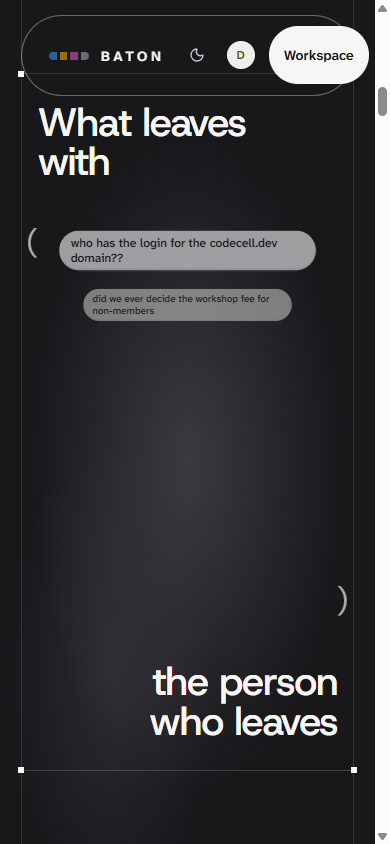 BATON
D
Workspace
What leaves
with
(
who has the login for the codecell.dev
domain??
did we ever decide the workshop fee for
non-members
)
the person
who leaves